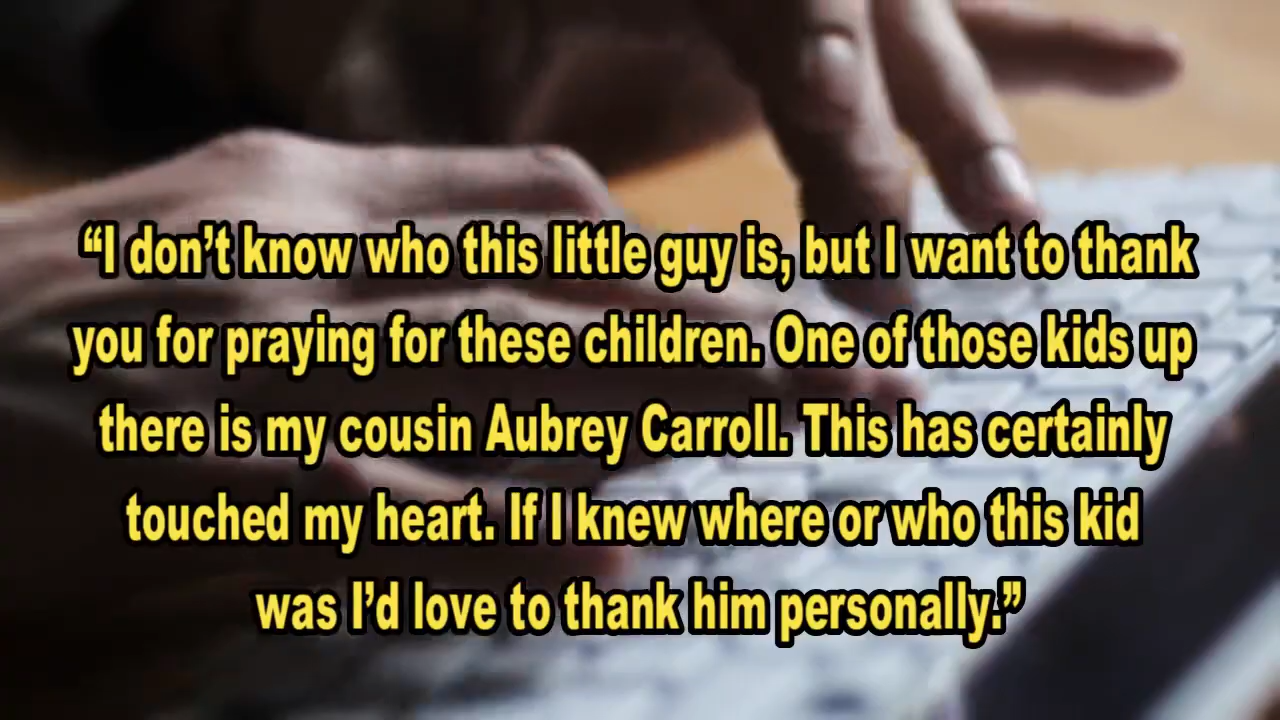 “I don’t know who this little guy is, but I want to thank
you for praying for these children. One of those kids up
there is my cousin Aubrey Carroll. This has certainly
touched my heart. If I knew where or who this kid
was I’d love to thank him personally.”